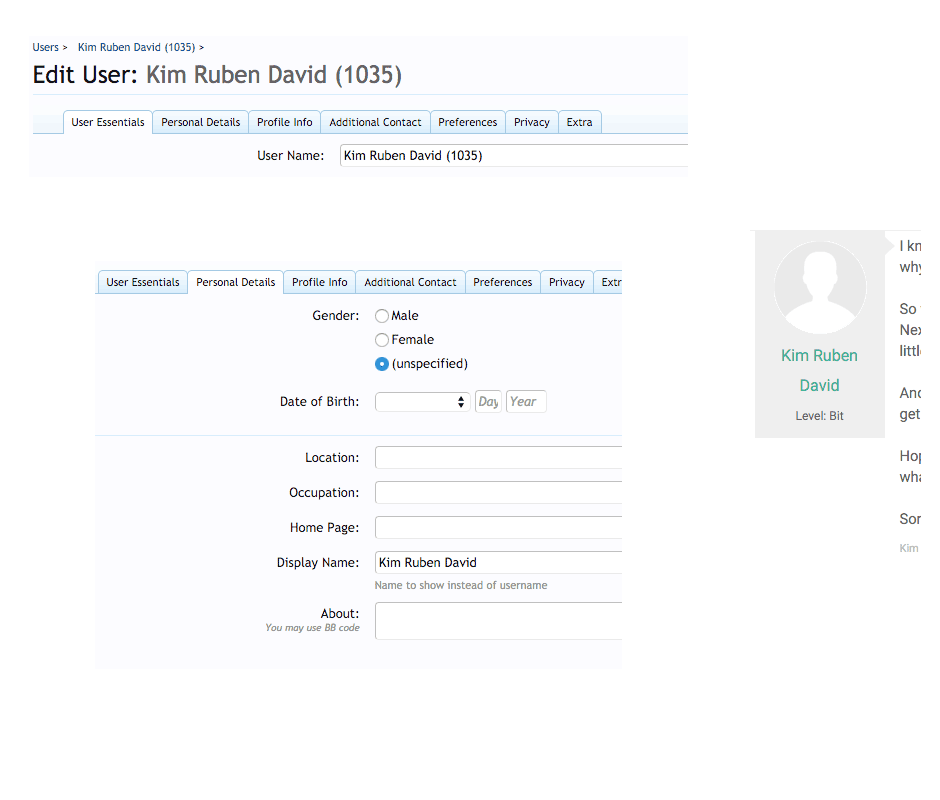 Users > Kim Ruben David (1035) >
Edit User: Kim Ruben David (1035)
User Essentials Personal Details Profile Info Additional Contact Preferences Privacy Extra
User Name: Kim Ruben David (1035)
User Essentials Personal Details Profile Info Additional Contact Preferences Privacy Extr
Gender: Male
Female
(unspecified)
Date of Birth: Day Year
Location:
Occupation:
Home Page:
Display Name: Kim Ruben David
Name to show instead of username
About:
You may use BB code
Kim Ruben
David
Level: Bit
I kn
why
So
Nex
little
And
get
Hop
wha
Sor
Kim